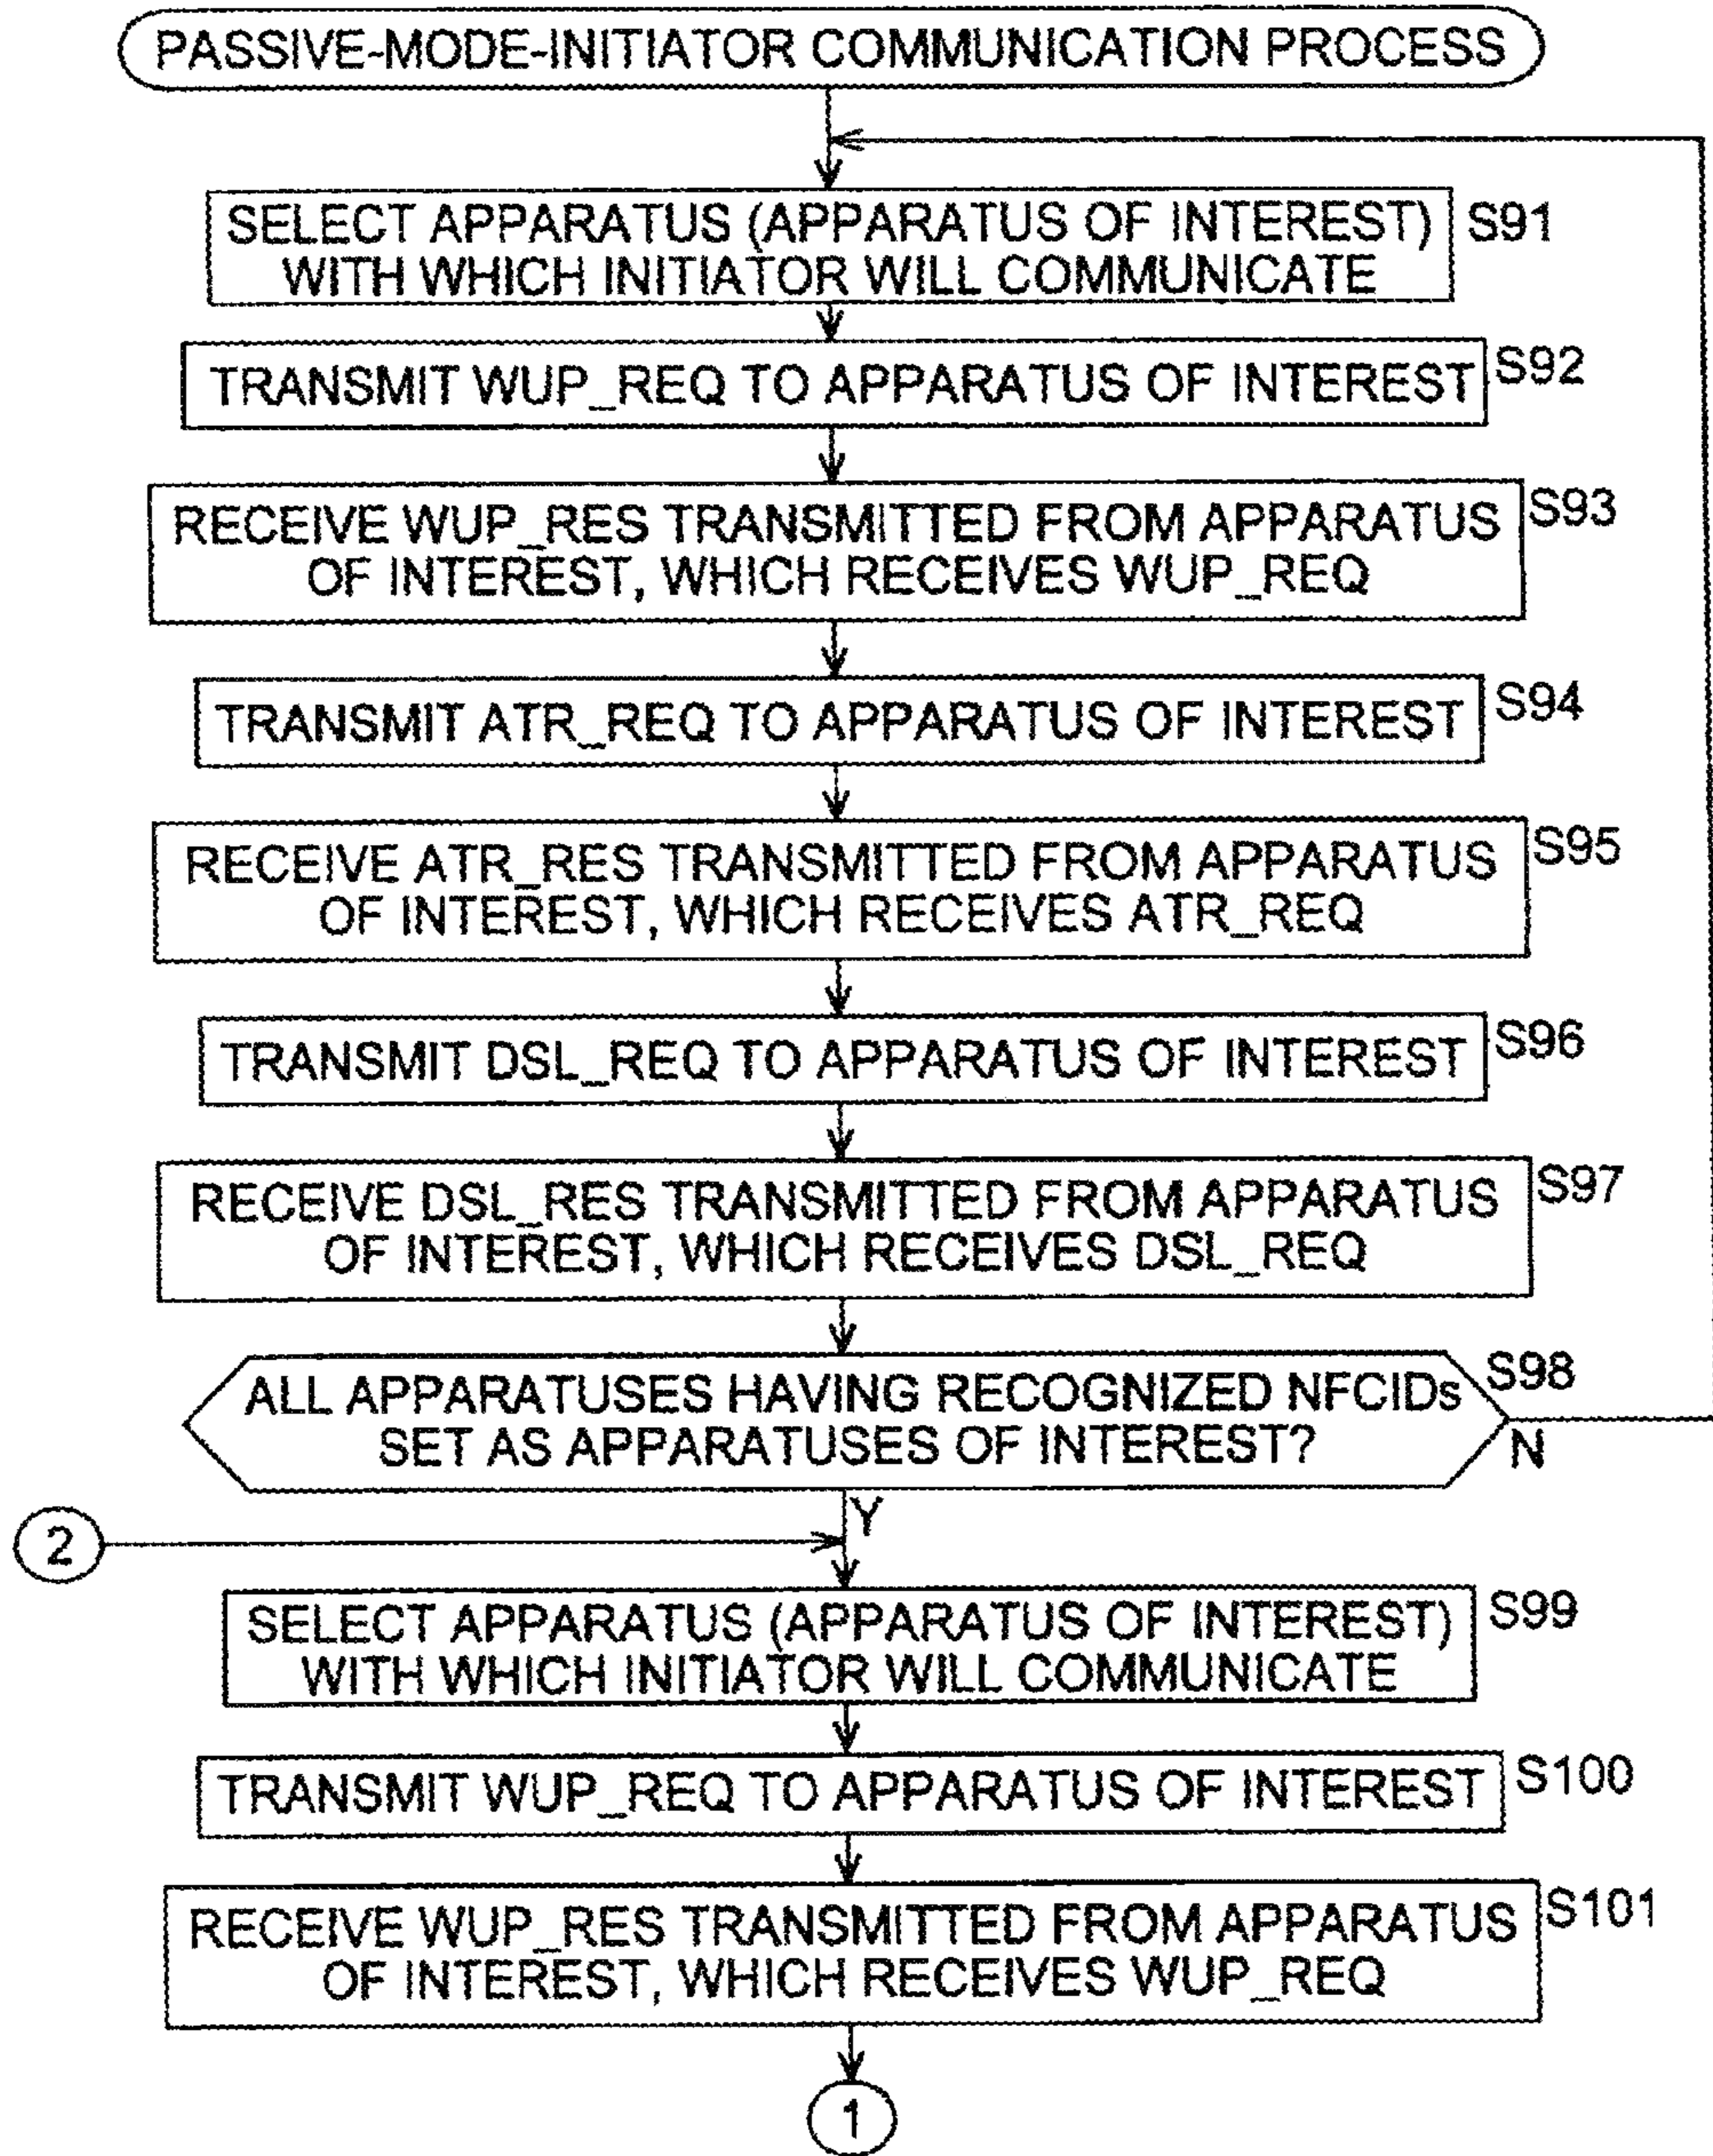 PASSIVE-MODE-INITIATOR COMMUNICATION PROCESS
SELECT APPARATUS (APPARATUS OF INTEREST) S91
WITH WHICH INITIATOR WILL COMMUNICATE
TRANSMIT WUP_REQ TO APPARATUS OF INTEREST S92
RECEIVE WUP_RES TRANSMITTED FROM APPARATUS S93
OF INTEREST, WHICH RECEIVES WUP_REQ
TRANSMIT ATR_REQ TO APPARATUS OF INTEREST S94
RECEIVE ATR_RES TRANSMITTED FROM APPARATUS S95
OF INTEREST, WHICH RECEIVES ATR_REQ
TRANSMIT DSL_REQ TO APPARATUS OF INTEREST S96
RECEIVE DSL_RES TRANSMITTED FROM APPARATUS S97
OF INTEREST, WHICH RECEIVES DSL_REQ
ALL APPARATUSES HAVING RECOGNIZED NFCIDs S98
SET AS APPARATUSES OF INTEREST? N
Y
2
SELECT APPARATUS (APPARATUS OF INTEREST) S99
WITH WHICH INITIATOR WILL COMMUNICATE
TRANSMIT WUP_REQ TO APPARATUS OF INTEREST S100
RECEIVE WUP_RES TRANSMITTED FROM APPARATUS S101
OF INTEREST, WHICH RECEIVES WUP_REQ
1